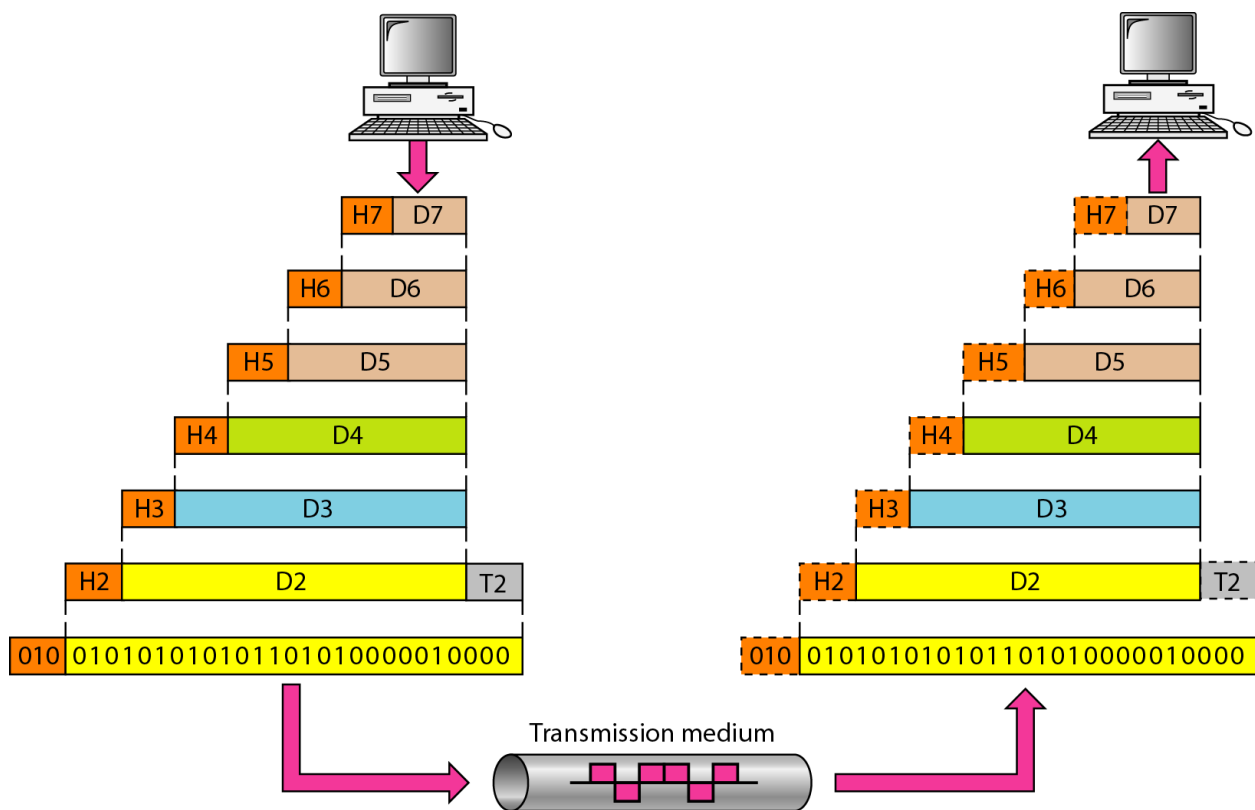 H7 D7 H7 D7
H6 D6 H6 D6
H5 D5 H5 D5
H4 D4 H4 D4
H3 D3 H3 D3
H2 D2 T2 H2 D2 T2
010 010101010101101010000010000 010 010101010101101010000010000
Transmission medium